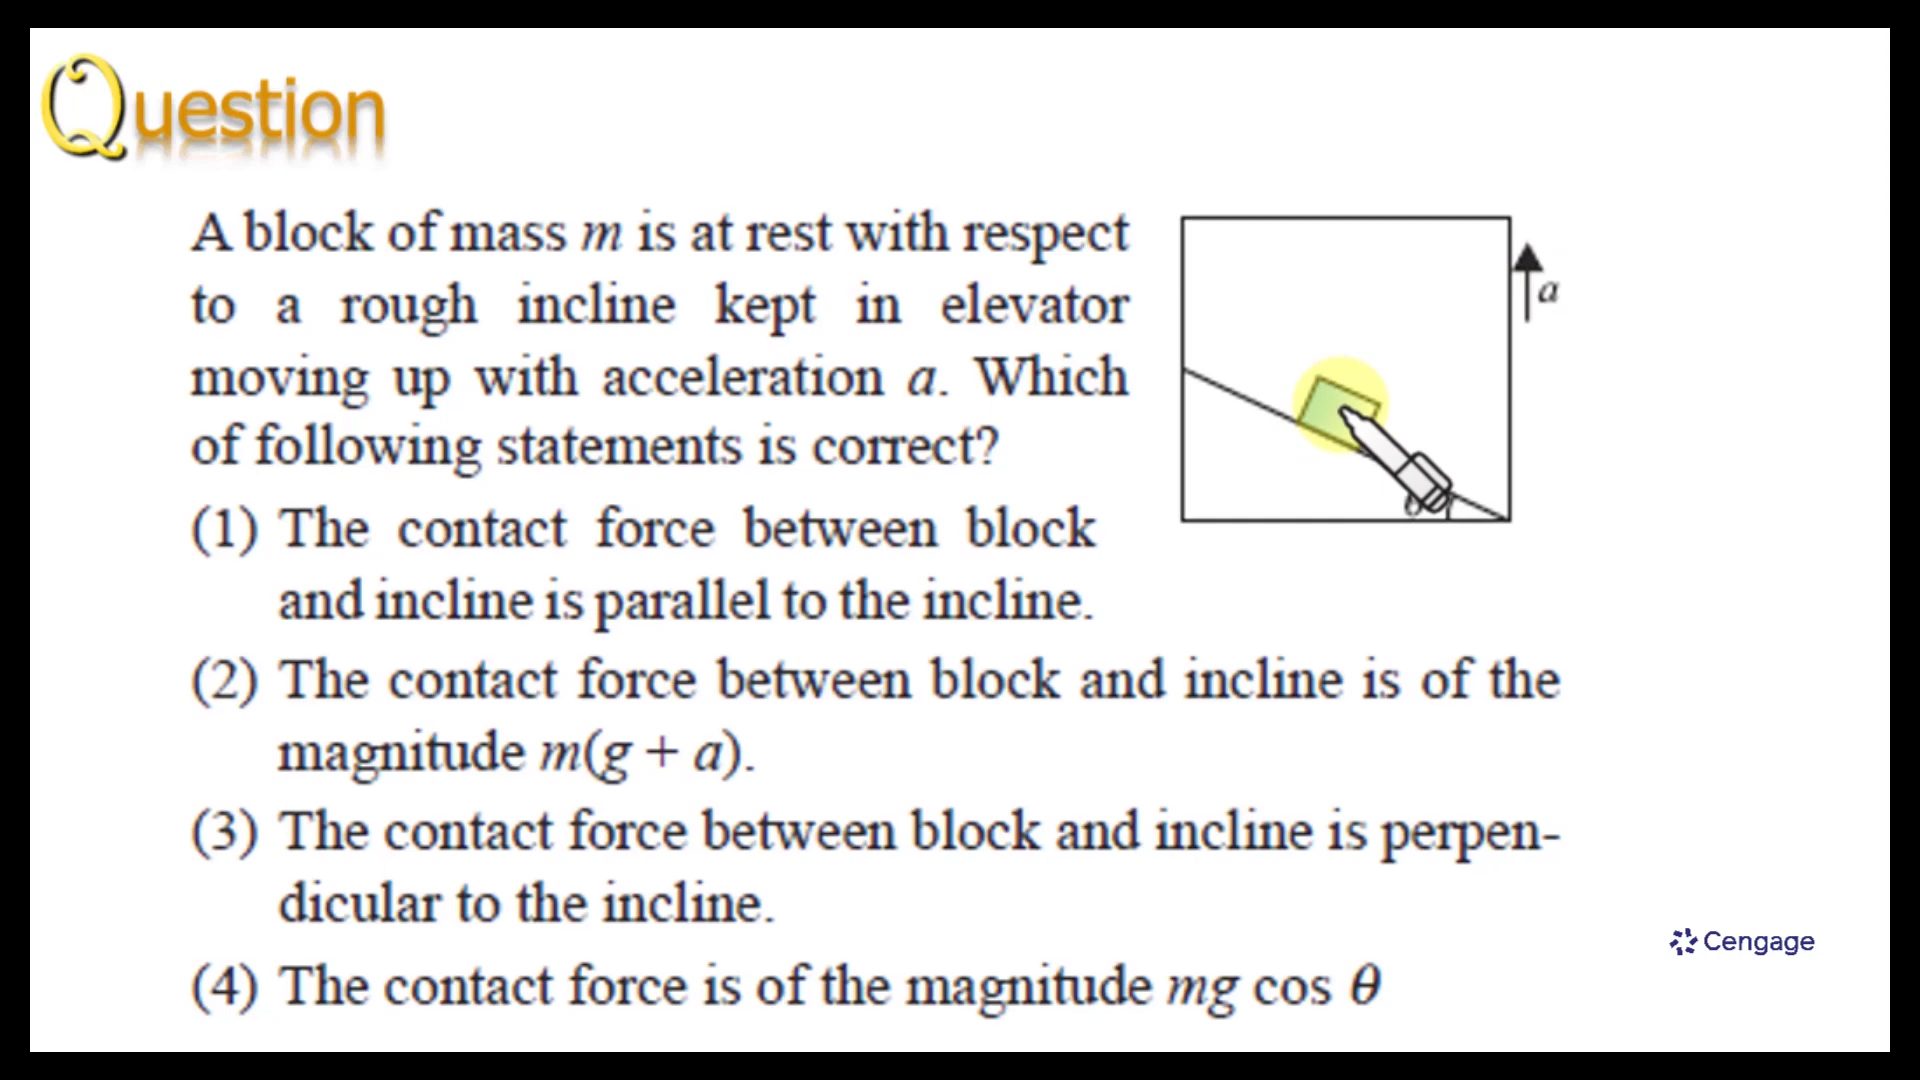 Question
A block of mass m is at rest with respect
to a rough incline kept in elevator
moving up with acceleration a. Which
of following statements is correct?
a
θ
(1) The contact force between block
and incline is parallel to the incline.
(2) The contact force between block and incline is of the
magnitude m(g + a).
(3) The contact force between block and incline is perpen-
dicular to the incline.
Cengage
(4) The contact force is of the magnitude mg cos θ